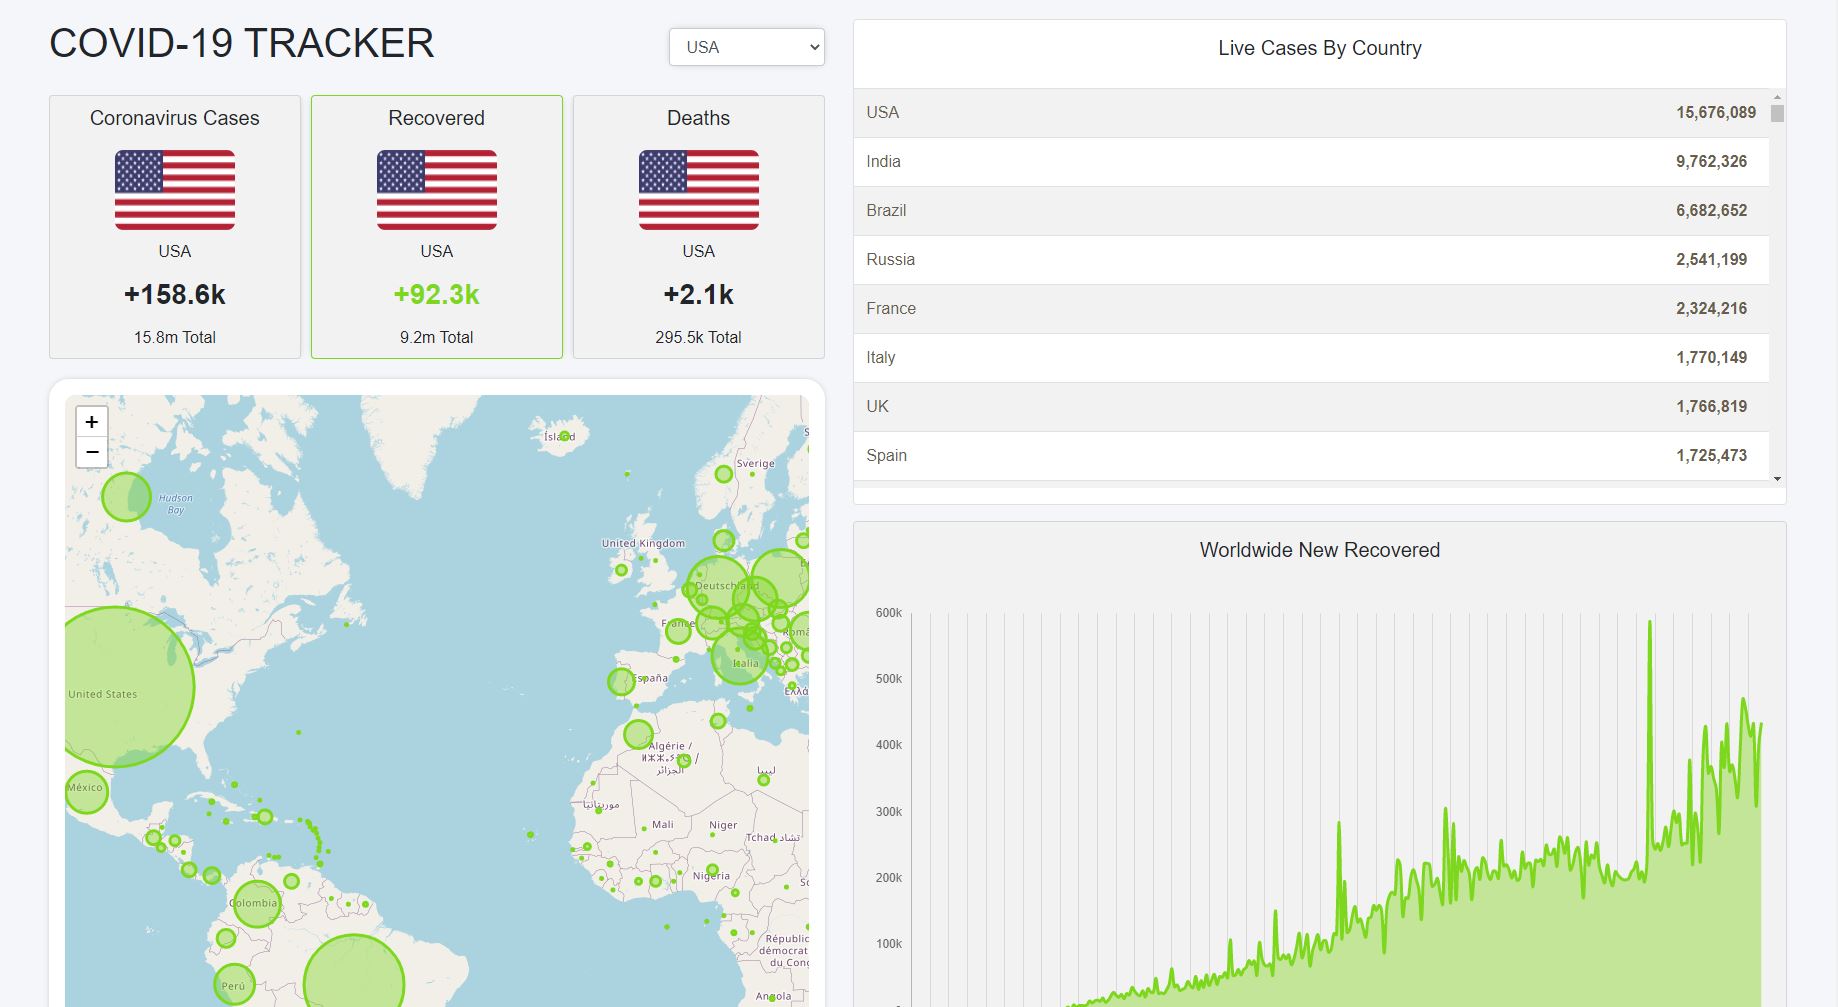 COVID-19 TRACKER
USA
Coronavirus Cases
USA
+158.6k
15.8m Total
Recovered
USA
+92.3k
9.2m Total
Deaths
USA
+2.1k
295.5k Total
+
−
Ísland
Sverige
Hudson
Bay
United Kingdom
Deutschland
France
Româ
Italia
España
Ελλά
United States
México
Algérie /
ⵍⵣⵣⴰⵢⴻⵔ /
الجزائر
ليبيا
موريتانيا
Mali
Niger
Tchad تشاد
Nigeria
Colombia
Perú
Républic
démocrat
du Cong
Angola
Live Cases By Country
USA 15,676,089
India 9,762,326
Brazil 6,682,652
Russia 2,541,199
France 2,324,216
Italy 1,770,149
UK 1,766,819
Spain 1,725,473
Worldwide New Recovered
600k
500k
400k
300k
200k
100k